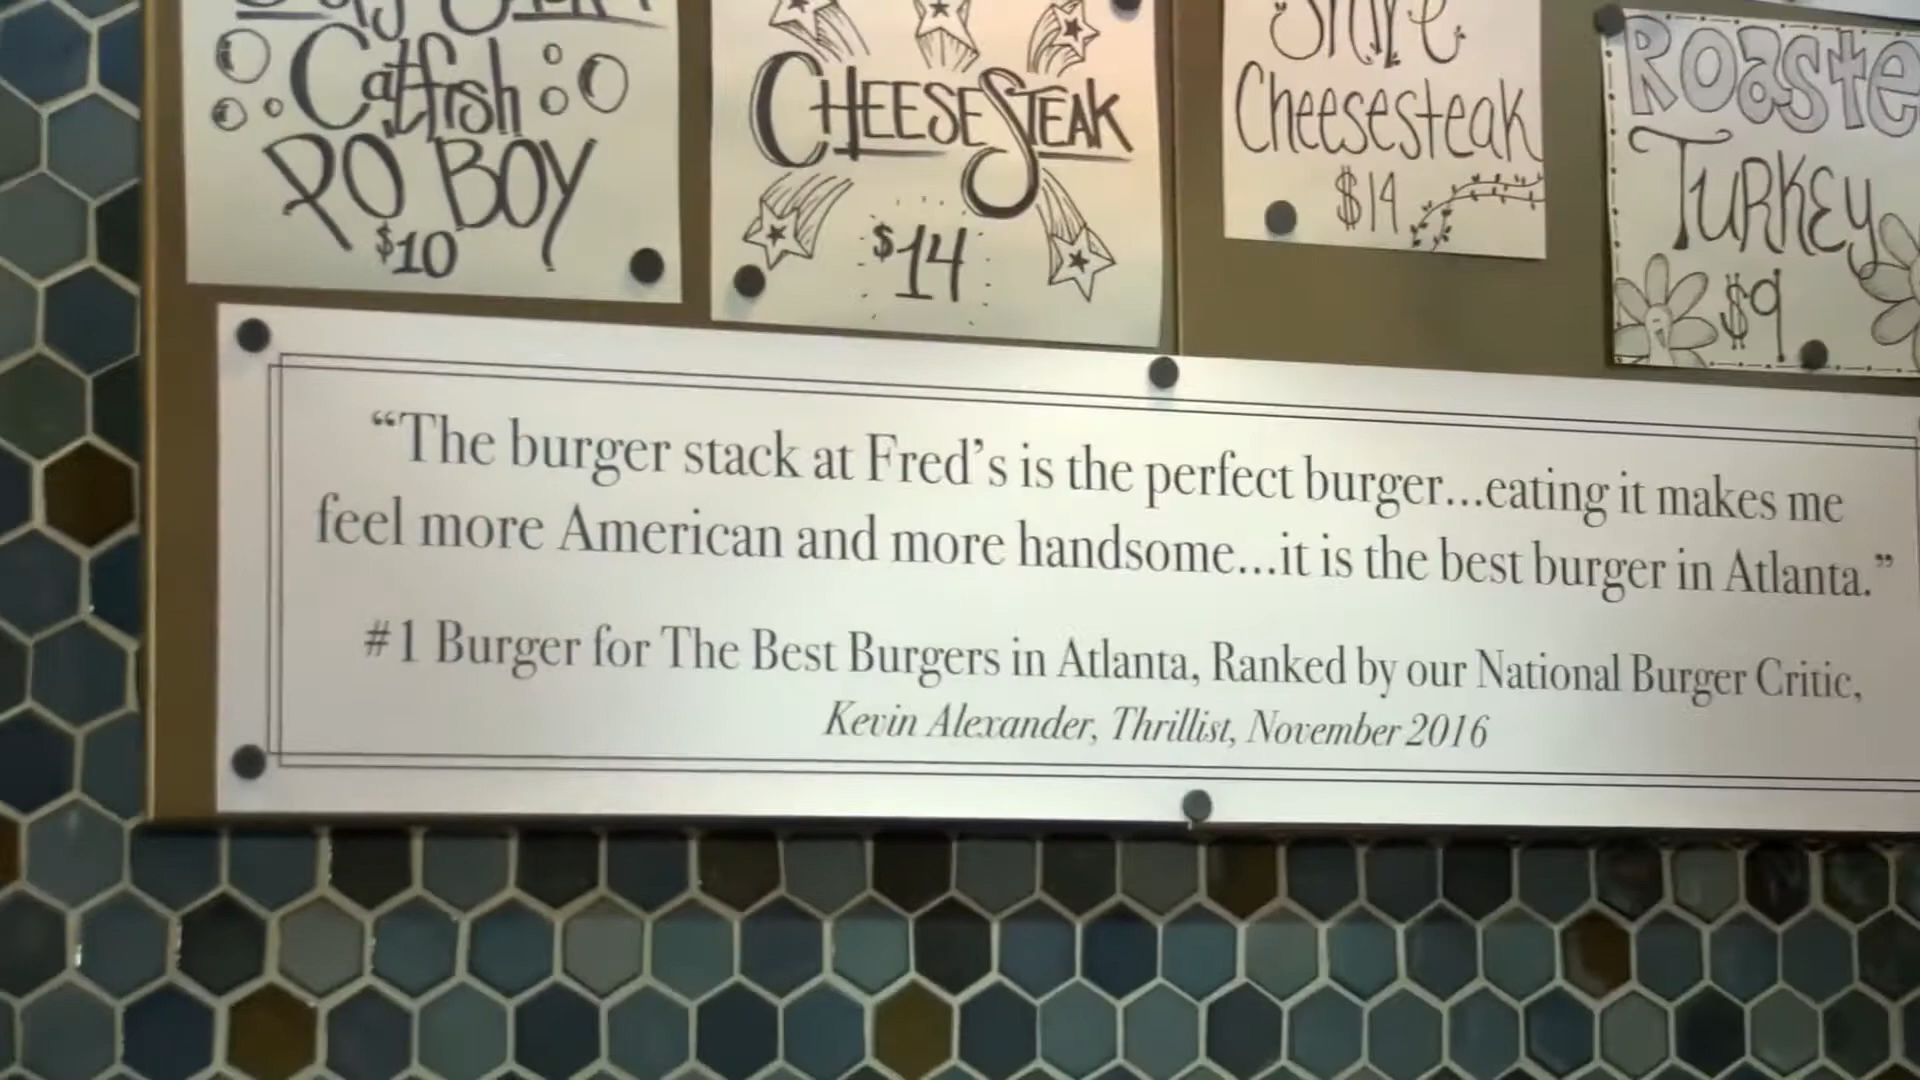 Catfish
PO BOY
$10
CHEESESTEAK
$14
Cheesesteak
$14
ROASTE
TURKEY
$9
“The burger stack at Fred’s is the perfect burger...eating it makes me
feel more American and more handsome...it is the best burger in Atlanta.”
#1 Burger for The Best Burgers in Atlanta, Ranked by our National Burger Critic,
Kevin Alexander, Thrillist, November 2016